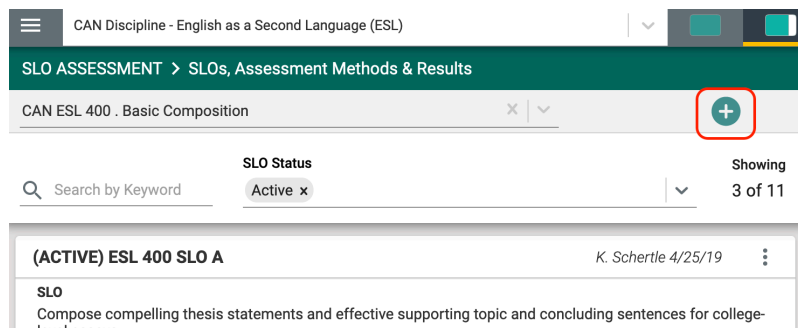 CAN Discipline - English as a Second Language (ESL)
SLO ASSESSMENT > SLOs, Assessment Methods & Results
CAN ESL 400 . Basic Composition
SLO Status
Showing
Search by Keyword
Active x
3 of 11
(ACTIVE) ESL 400 SLO A
K. Schertle 4/25/19
SLO
Compose compelling thesis statements and effective supporting topic and concluding sentences for college-